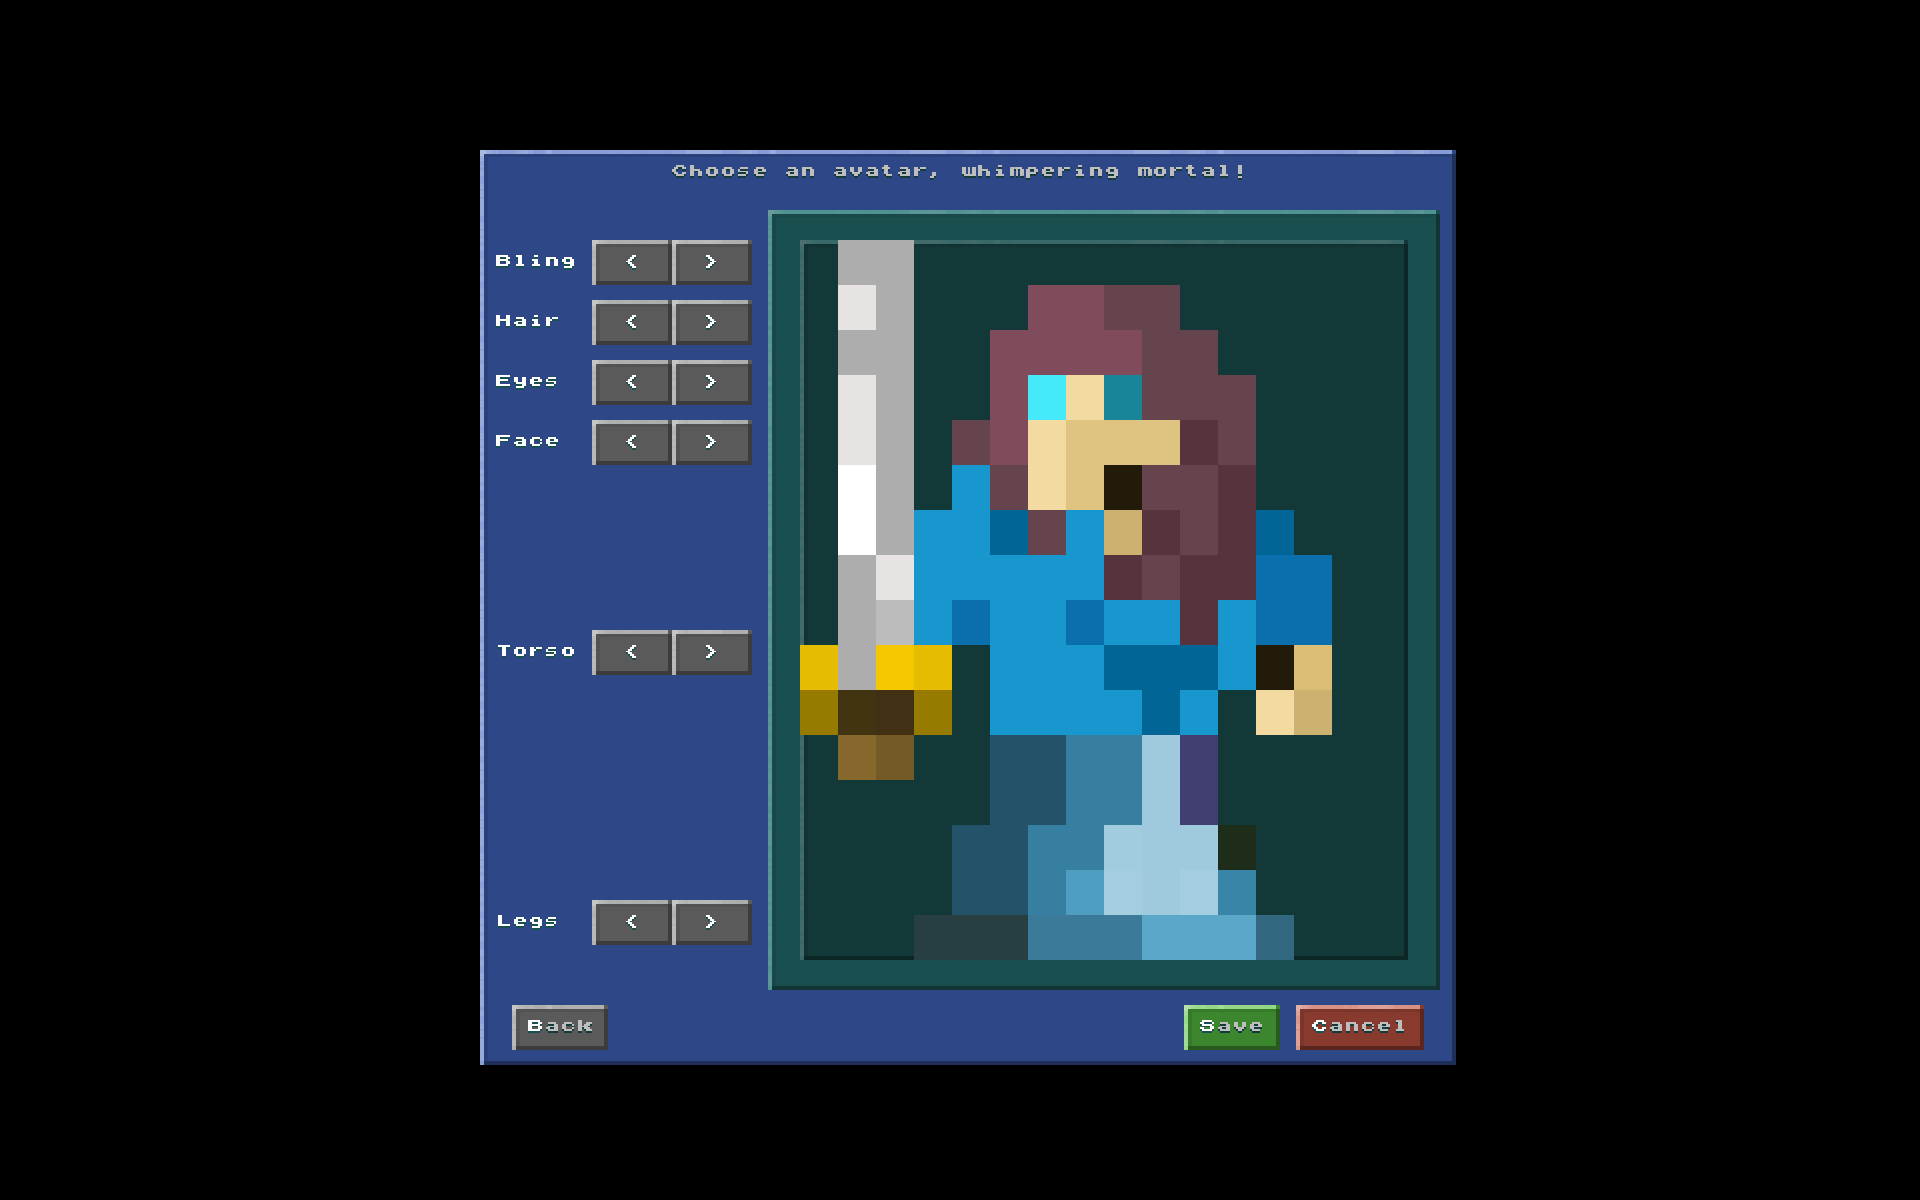 Choose an avatar, whimpering mortal!
Bling < >
Hair < >
Eyes < >
Face < >
Torso < >
Legs < >
Back Save Cancel